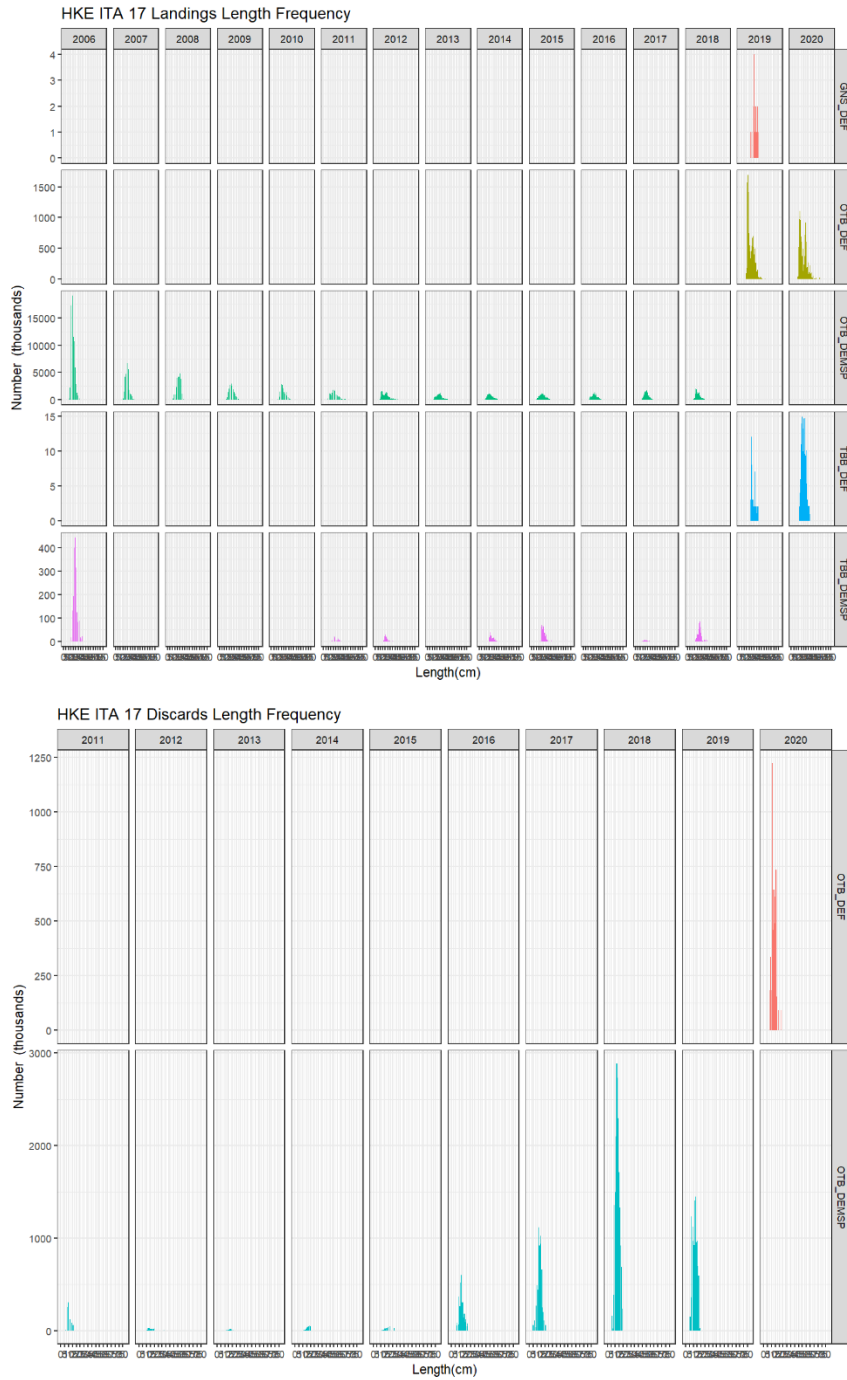 HKE ITA 17 Landings Length Frequency
2006 2007 2008 2009 2010 2011 2012 2013 2014 2015 2016 2017 2018 2019 2020
4
3
2
1
0
GNS_DEF
1500
1000
500
0
OTB_DEF
15000
10000
5000
0
OTB_DEMSP
15
10
5
0
TBB_DEF
400
300
200
100
0
TBB_DEMSP
Number (thousands)
Length(cm)
HKE ITA 17 Discards Length Frequency
2011 2012 2013 2014 2015 2016 2017 2018 2019 2020
1250
1000
750
500
250
0
OTB_DEF
3000
2000
1000
0
OTB_DEMSP
Number (thousands)
Length(cm)